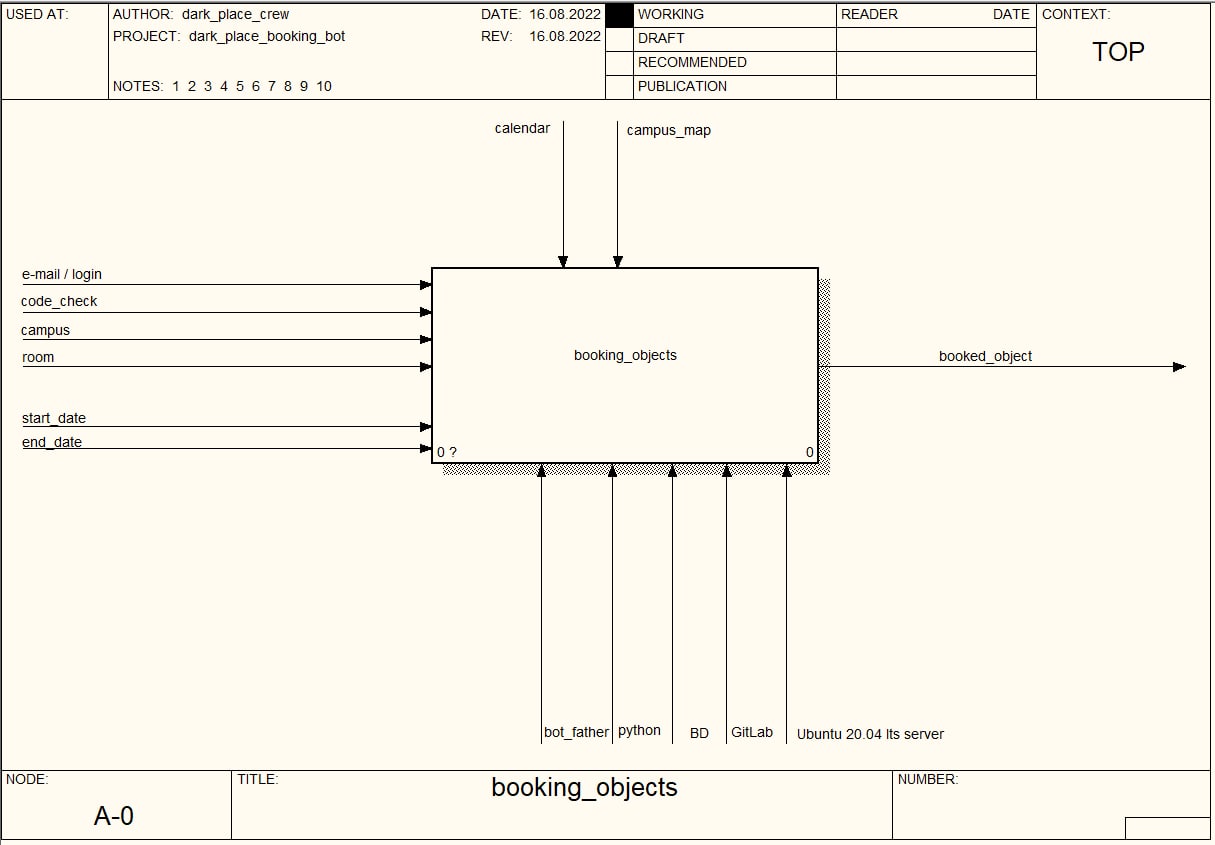 USED AT:
AUTHOR: dark_place_crew
DATE: 16.08.2022
WORKING
READER
DATE
CONTEXT:
PROJECT: dark_place_booking_bot
REV: 16.08.2022
DRAFT
TOP
RECOMMENDED
NOTES: 1 2 3 4 5 6 7 8 9 10
PUBLICATION
calendar
campus_map
e-mail / login
code_check
campus
room
start_date
end_date
booking_objects
0 ?
0
booked_object
bot_father
python
BD
GitLab
Ubuntu 20.04 lts server
NODE:
A-0
TITLE:
booking_objects
NUMBER: